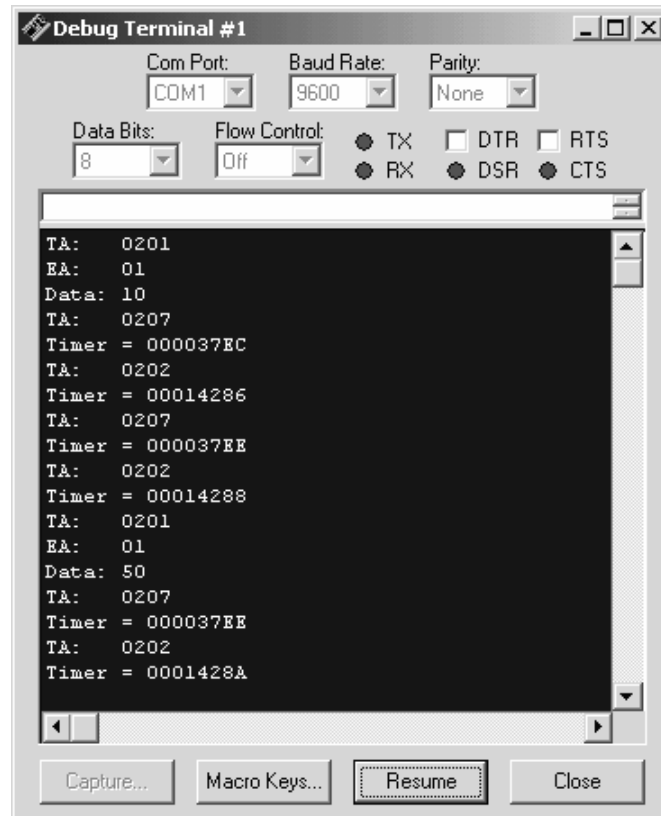 Debug Terminal #1
Com Port: Baud Rate: Parity:
COM1 9600 None
Data Bits: Flow Control: TX DTR RTS
8 Off RX DSR CTS
TA: 0201
EA: 01
Data: 10
TA: 0207
Timer = 000037EC
TA: 0202
Timer = 00014286
TA: 0207
Timer = 000037EE
TA: 0202
Timer = 00014288
TA: 0201
EA: 01
Data: 50
TA: 0207
Timer = 000037EE
TA: 0202
Timer = 0001428A
Capture... Macro Keys... Resume Close